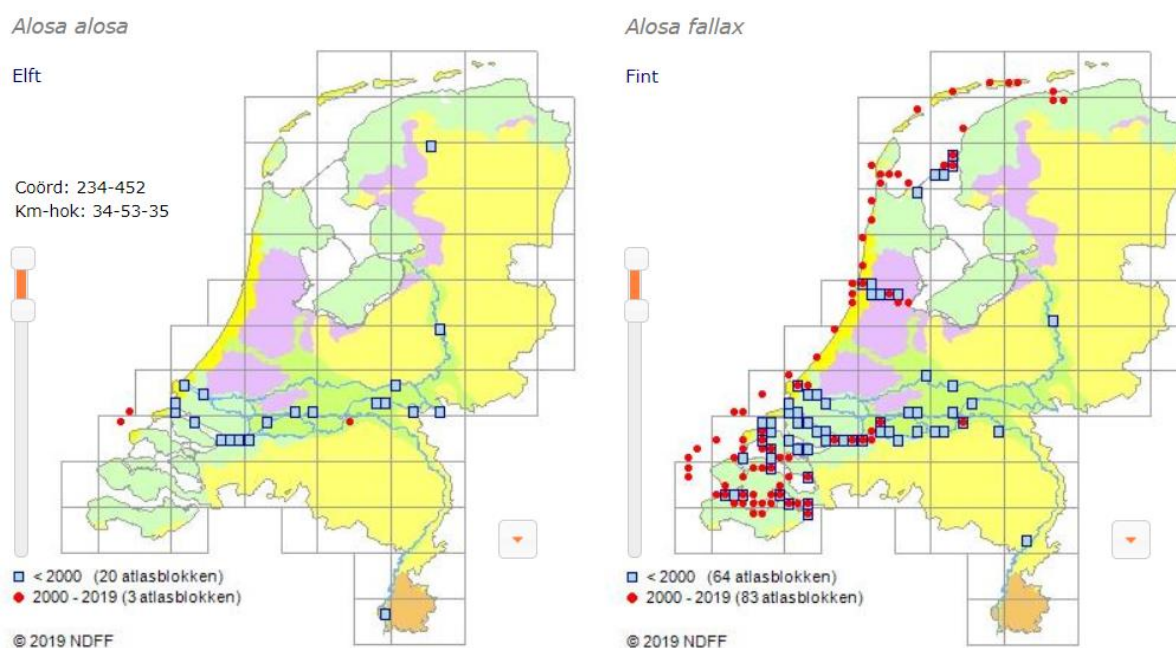 Alosa alosa
Elft
Coörd: 234-452
Km-hok: 34-53-35
< 2000 (20 atlasblokken)
2000 - 2019 (3 atlasblokken)
© 2019 NDFF
Alosa fallax
Fint
< 2000 (64 atlasblokken)
2000 - 2019 (83 atlasblokken)
© 2019 NDFF